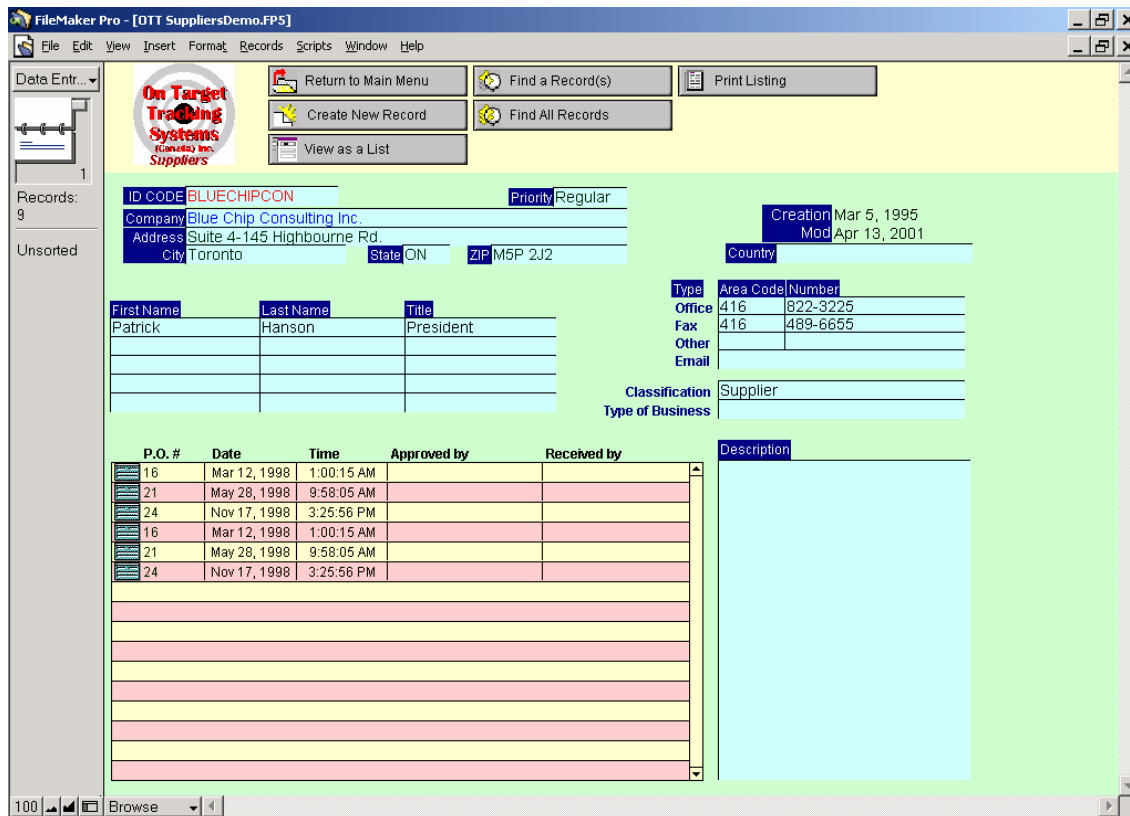 FileMaker Pro - [OTT SuppliersDemo.FP5]
File Edit View Insert Format Records Scripts Window Help
Data Entr...
1
Records:
9
Unsorted
On Target
Tracking
Systems
(Canada) Inc.
Suppliers
Return to Main Menu Find a Record(s) Print Listing
Create New Record Find All Records
View as a List
ID CODE BLUECHIPCON Priority Regular
Company Blue Chip Consulting Inc.
Address Suite 4-145 Highbourne Rd.
City Toronto State ON ZIP M5P 2J2
Creation Mar 5, 1995
Mod Apr 13, 2001
Country
First Name Last Name Title
Patrick Hanson President
Type Area Code Number
Office 416 822-3225
Fax 416 489-6655
Other
Email
Classification Supplier
Type of Business
P.O. # Date Time Approved by Received by
16 Mar 12, 1998 1:00:15 AM
21 May 28, 1998 9:58:05 AM
24 Nov 17, 1998 3:25:56 PM
16 Mar 12, 1998 1:00:15 AM
21 May 28, 1998 9:58:05 AM
24 Nov 17, 1998 3:25:56 PM
Description
100 Browse